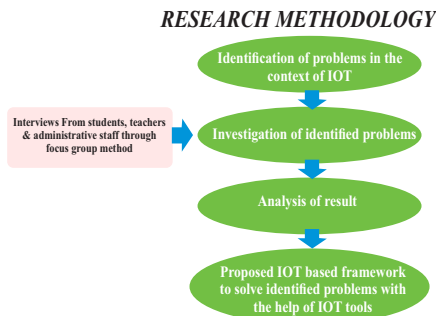 RESEARCH METHODOLOGY
Identification of problems in the
context of IOT
Interviews From students, teachers
& administrative staff through
focus group method
Investigation of identified problems
Analysis of result
Proposed IOT based framework
to solve identified problems with
the help of IOT tools